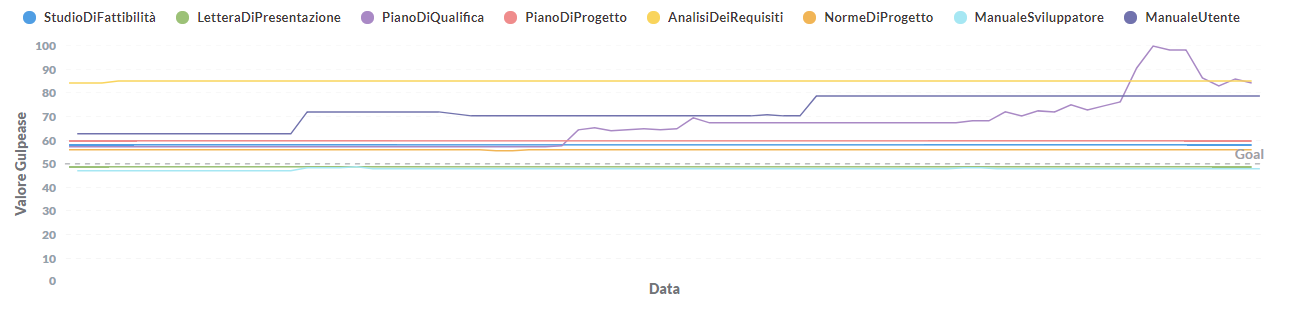 StudioDiFattibilità LetteraDiPresentazione PianoDiQualifica PianoDiProgetto AnalisiDeiRequisiti NormeDiProgetto ManualeSviluppatore ManualeUtente
100
90
80
70
60
50
40
30
20
10
0
Valore Gulpease
Goal
Data